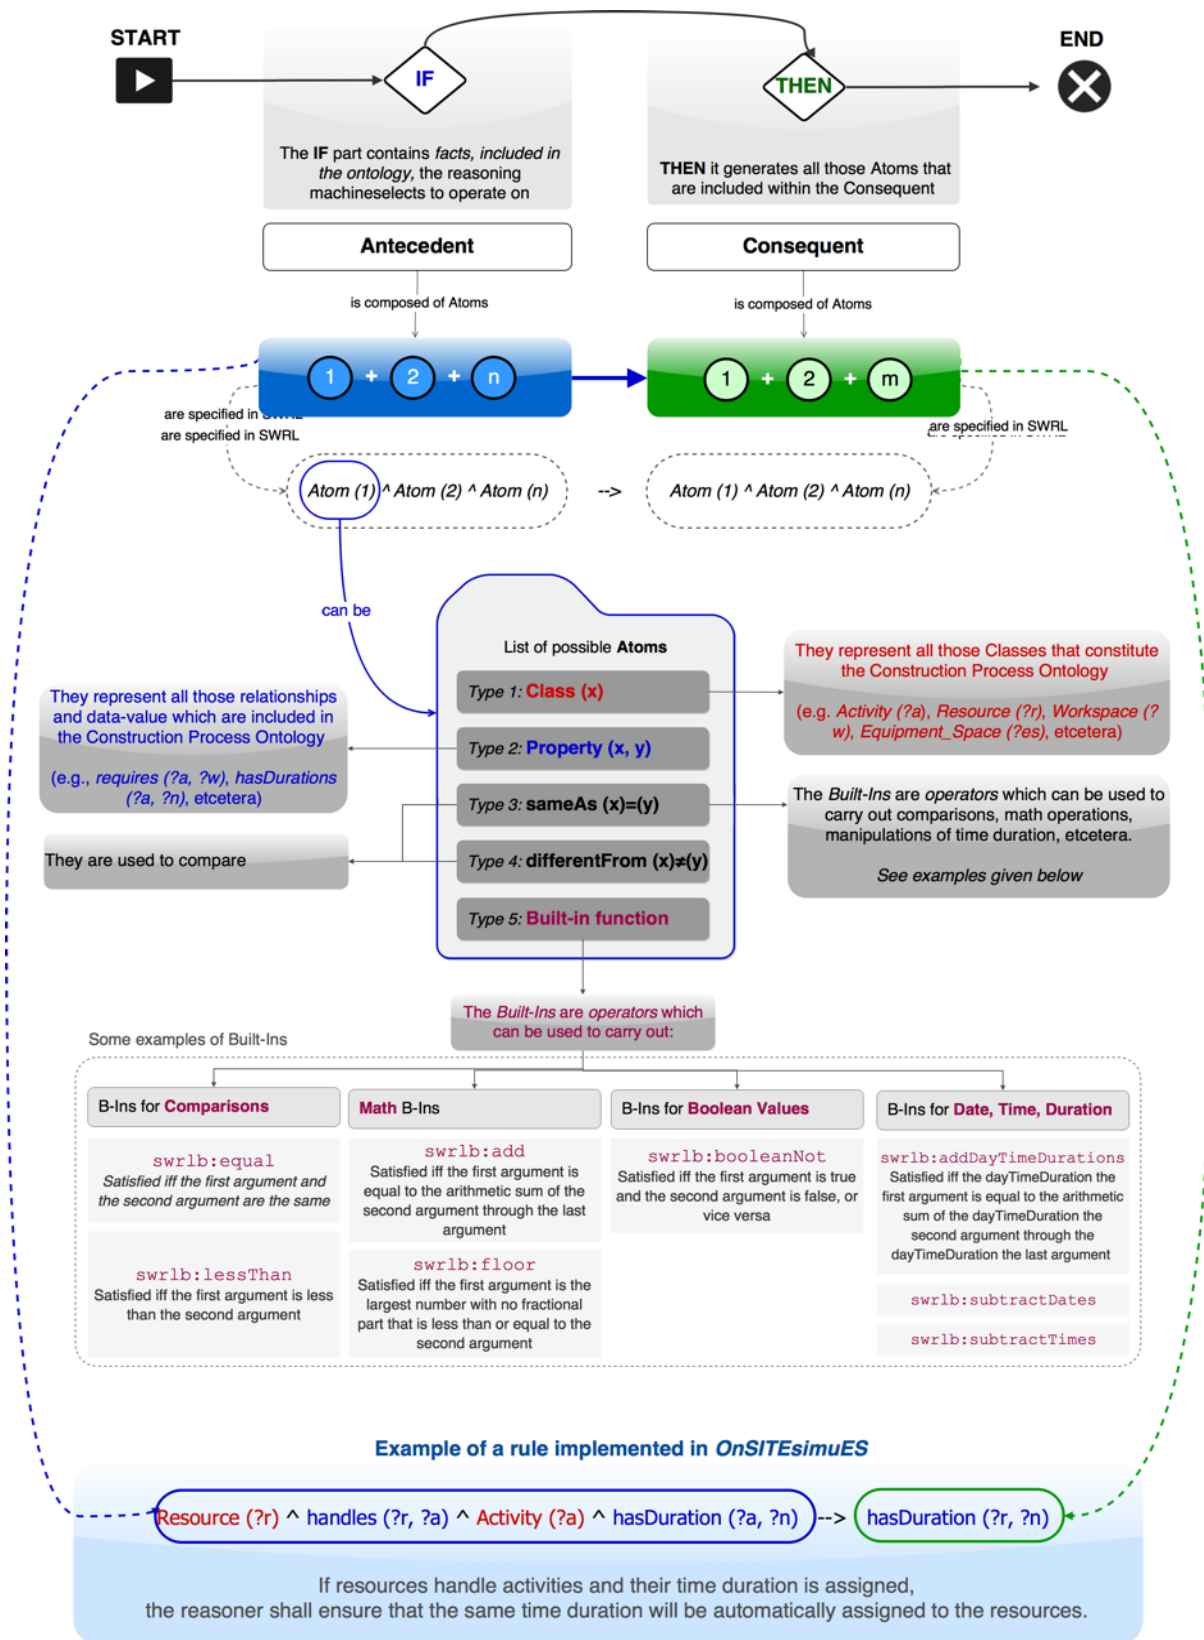 START
END
IF
THEN
The IF part contains facts, included in
the ontology, the reasoning
machineselects to operate on
THEN it generates all those Atoms that
are included within the Consequent
Antecedent
Consequent
is composed of Atoms
is composed of Atoms
1 + 2 + n
1 + 2 + m
are specified in SWRL
are specified in SWRL
are specified in SWRL
are specified in SWRL
Atom (1) ^ Atom (2) ^ Atom (n) --> Atom (1) ^ Atom (2) ^ Atom (n)
can be
List of possible Atoms
Type 1: Class (x)
Type 2: Property (x, y)
Type 3: sameAs (x)=(y)
Type 4: differentFrom (x)≠(y)
Type 5: Built-in function
They represent all those Classes that constitute
the Construction Process Ontology
(e.g. Activity (?a), Resource (?r), Workspace (?
w), Equipment_Space (?es), etcetera)
They represent all those relationships
and data-value which are included in
the Construction Process Ontology
(e.g., requires (?a, ?w), hasDurations
(?a, ?n), etcetera)
The Built-Ins are operators which can be used to
carry out comparisons, math operations,
manipulations of time duration, etcetera.
See examples given below
They are used to compare
The Built-Ins are operators which
can be used to carry out:
Some examples of Built-Ins
B-Ins for Comparisons
swrlb:equal
Satisfied iff the first argument and
the second argument are the same
swrlb:lessThan
Satisfied iff the first argument is less
than the second argument
Math B-Ins
swrlb:add
Satisfied iff the first argument is
equal to the arithmetic sum of the
second argument through the last
argument
swrlb:floor
Satisfied iff the first argument is the
largest number with no fractional
part that is less than or equal to the
second argument
B-Ins for Boolean Values
swrlb:booleanNot
Satisfied iff the first argument is true
and the second argument is false, or
vice versa
B-Ins for Date, Time, Duration
swrlb:addDayTimeDurations
Satisfied iff the dayTimeDuration the
first argument is equal to the arithmetic
sum of the dayTimeDuration the
second argument through the
dayTimeDuration the last argument
swrlb:subtractDates
swrlb:subtractTimes
Example of a rule implemented in OnSITEsimuES
Resource (?r) ^ handles (?r, ?a) ^ Activity (?a) ^ hasDuration (?a, ?n) --> hasDuration (?r, ?n)
If resources handle activities and their time duration is assigned,
the reasoner shall ensure that the same time duration will be automatically assigned to the resources.